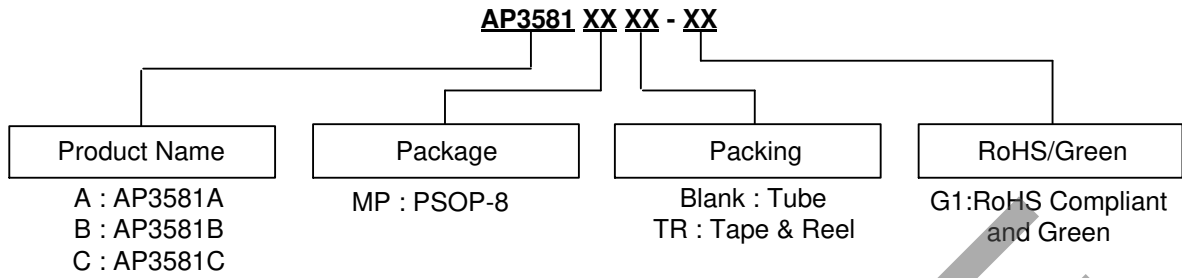 AP3581 XX XX - XX
Product Name
Package
Packing
RoHS/Green
A : AP3581A
B : AP3581B
C : AP3581C
MP : PSOP-8
Blank : Tube
TR : Tape & Reel
G1:RoHS Compliant
and Green